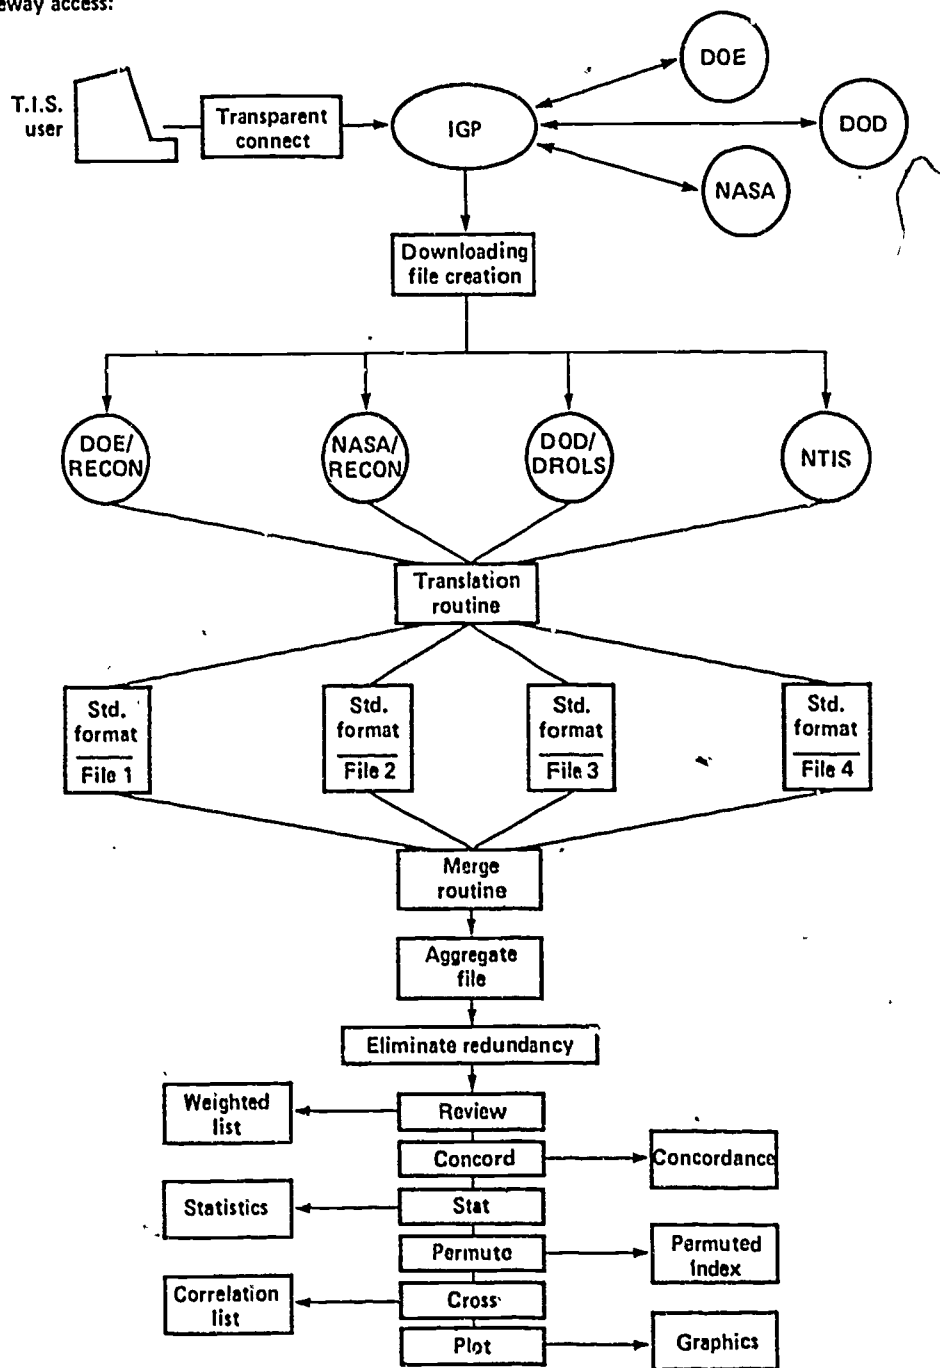 eway access:
T.I.S.
user
Transparent
connect
IGP
DOE
DOD
NASA
Downloading
file creation
DOE/
RECON
NASA/
RECON
DOD/
DROLS
NTIS
Translation
routine
Std.
format
File 1
Std.
format
File 2
Std.
format
File 3
Std.
format
File 4
Merge
routine
Aggregate
file
Eliminate redundancy
Weighted
list
Review
Concord
Concordance
Statistics
Stat
Permute
Permuted
Index
Correlation
list
Cross
Plot
Graphics